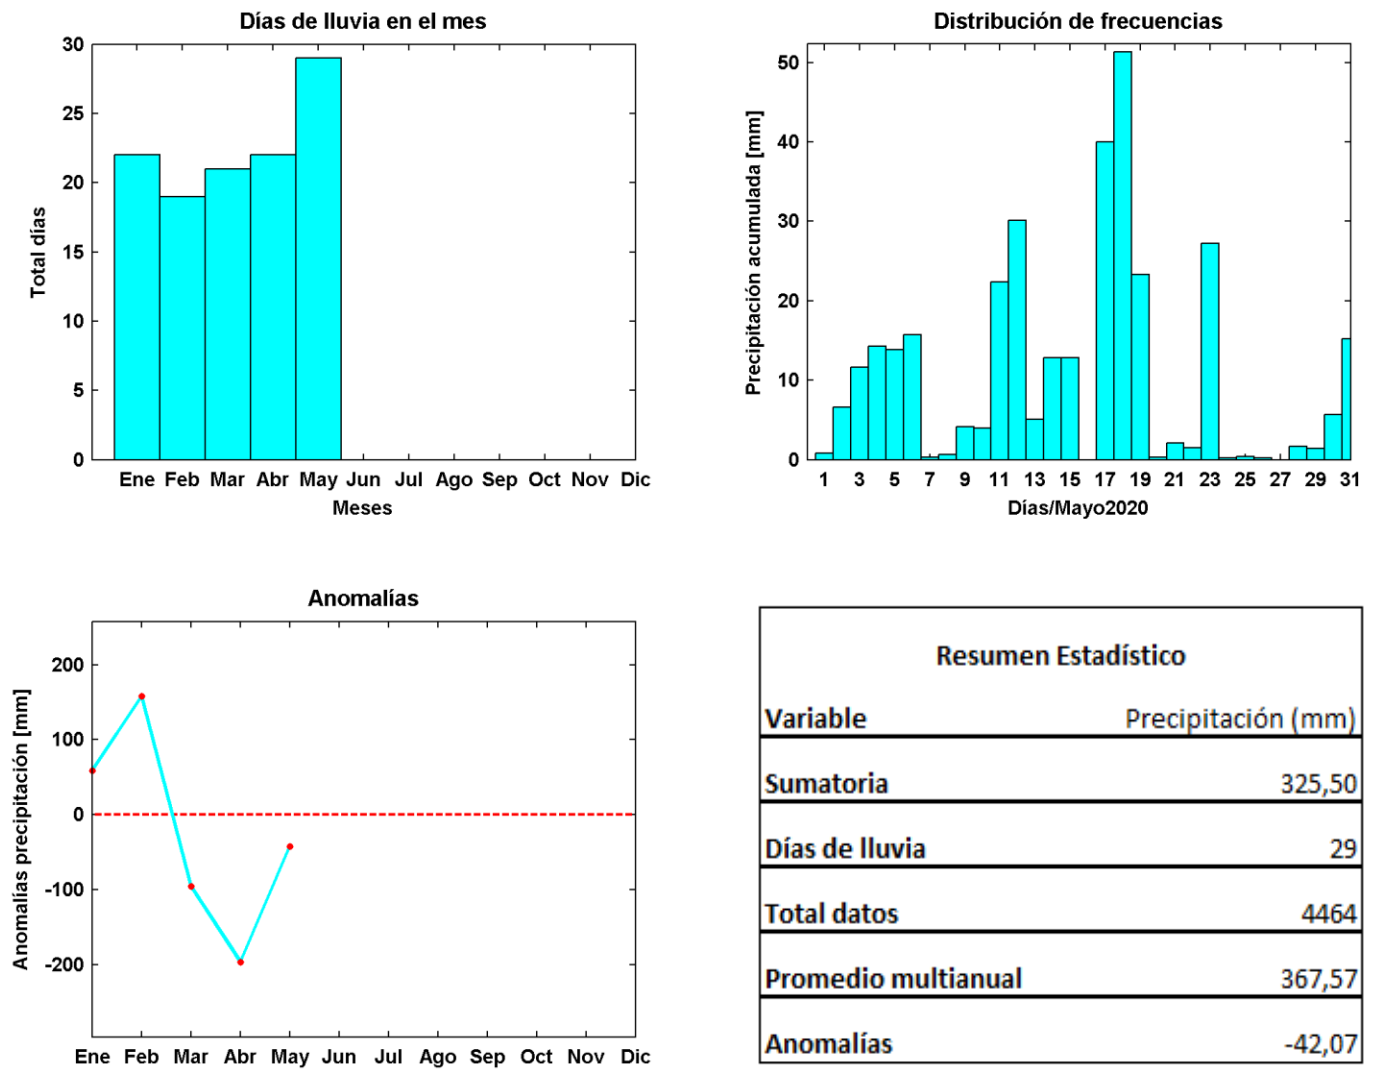 Días de lluvia en el mes
30
25
20
15
10
5
0
Total días
Ene Feb Mar Abr May Jun Jul Ago Sep Oct Nov Dic
Meses
Distribución de frecuencias
50
40
30
20
10
0
Precipitación acumulada [mm]
1 3 5 7 9 11 13 15 17 19 21 23 25 27 29 31
Días/Mayo2020
Anomalías
200
100
0
-100
-200
Anomalías precipitación [mm]
Ene Feb Mar Abr May Jun Jul Ago Sep Oct Nov Dic
Resumen Estadístico
Variable Precipitación (mm)
Sumatoria 325,50
Días de lluvia 29
Total datos 4464
Promedio multianual 367,57
Anomalías -42,07